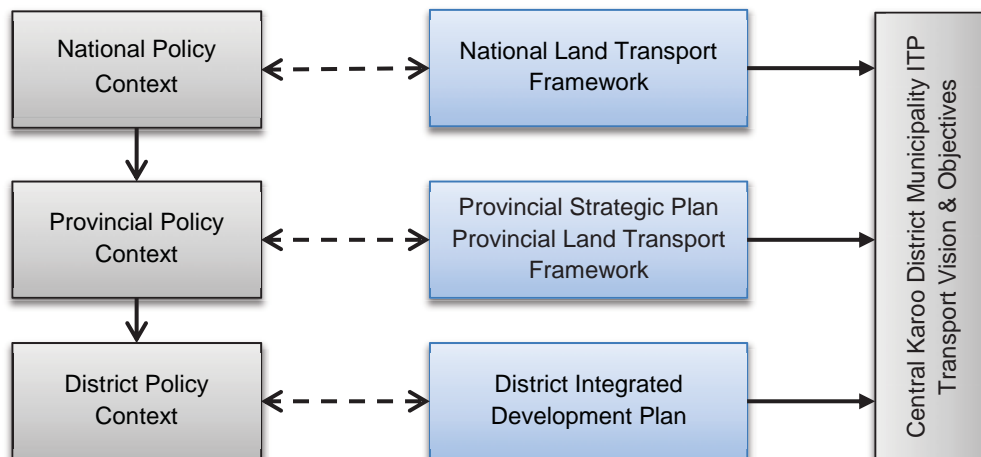 National Policy
Context
National Land Transport
Framework
Provincial Policy
Context
Provincial Strategic Plan
Provincial Land Transport
Framework
District Policy
Context
District Integrated
Development Plan
Central Karoo District Municipality ITP
Transport Vision & Objectives